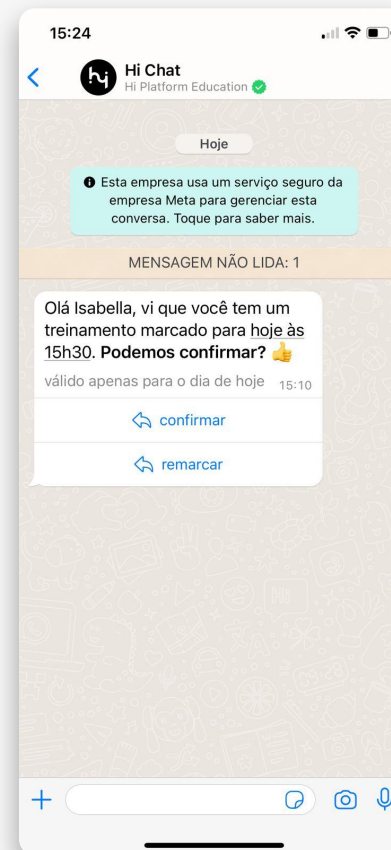 15:24
Hi Chat
Hi Platform Education
Hoje
Esta empresa usa um serviço seguro da
empresa Meta para gerenciar esta
conversa. Toque para saber mais.
MENSAGEM NÃO LIDA: 1
Olá Isabella, vi que você tem um
treinamento marcado para hoje às
15h30. Podemos confirmar? 👍
válido apenas para o dia de hoje 15:10
confirmar
remarcar